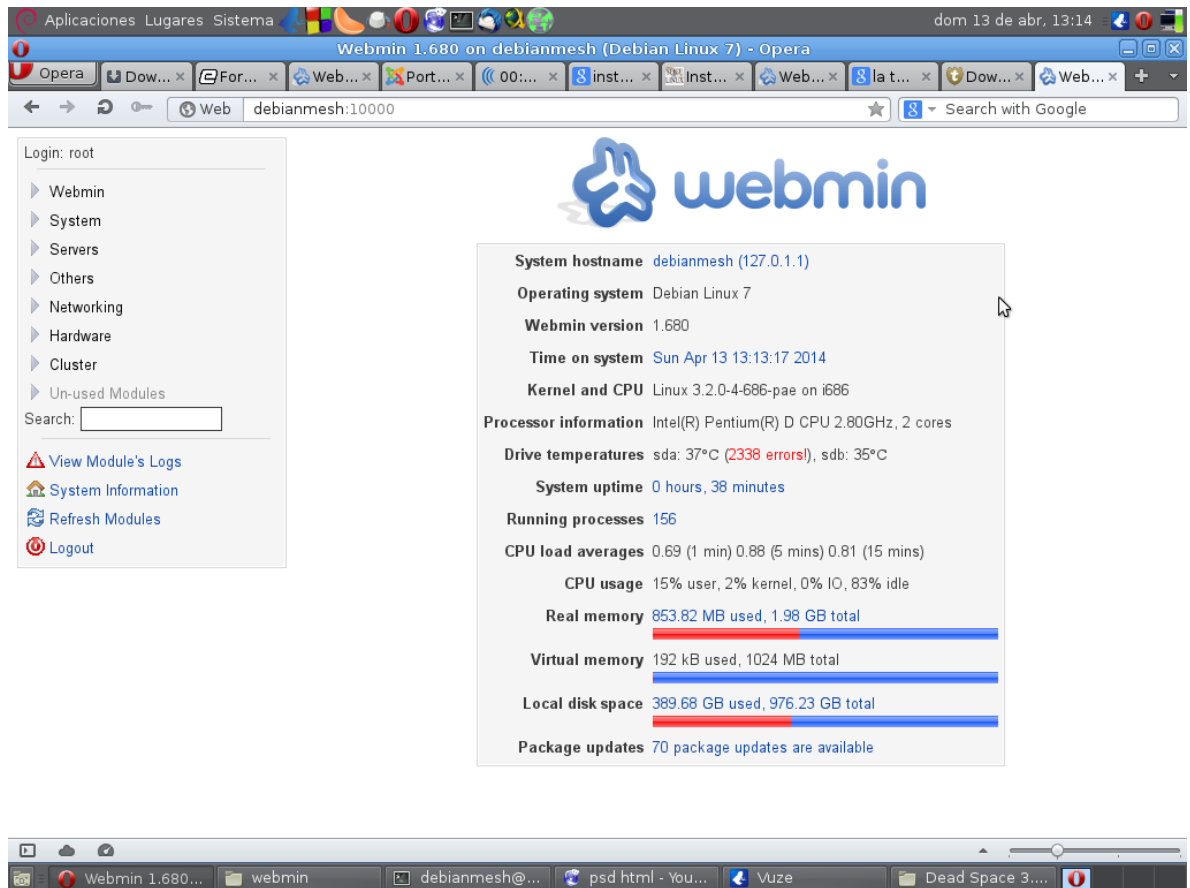 Aplicaciones Lugares Sistema
dom 13 de abr, 13:14
Webmin 1.680 on debianmesh (Debian Linux 7) - Opera
Opera
Dow...
For...
Web...
Port...
00:...
inst...
Inst...
Web...
la t...
Dow...
Web...
Web
debianmesh:10000
Search with Google
Login: root
Webmin
System
Servers
Others
Networking
Hardware
Cluster
Un-used Modules
Search:
View Module's Logs
System Information
Refresh Modules
Logout
webmin
System hostname debianmesh (127.0.1.1)
Operating system Debian Linux 7
Webmin version 1.680
Time on system Sun Apr 13 13:13:17 2014
Kernel and CPU Linux 3.2.0-4-686-pae on i686
Processor information Intel(R) Pentium(R) D CPU 2.80GHz, 2 cores
Drive temperatures sda: 37°C (2338 errors!), sdb: 35°C
System uptime 0 hours, 38 minutes
Running processes 156
CPU load averages 0.69 (1 min) 0.88 (5 mins) 0.81 (15 mins)
CPU usage 15% user, 2% kernel, 0% IO, 83% idle
Real memory 853.82 MB used, 1.98 GB total
Virtual memory 192 kB used, 1024 MB total
Local disk space 389.68 GB used, 976.23 GB total
Package updates 70 package updates are available
Webmin 1.680...
webmin
debianmesh@...
psd html - You...
Vuze
Dead Space 3....